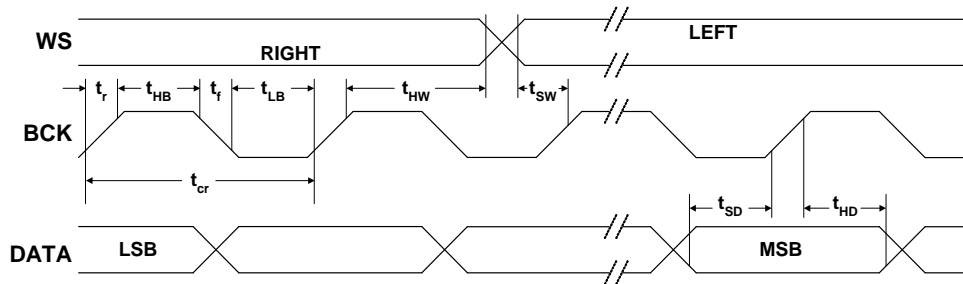 WS
RIGHT
LEFT
tr
tHB
tf
tLB
tHW
tSW
BCK
tcr
tSD
tHD
DATA
LSB
MSB